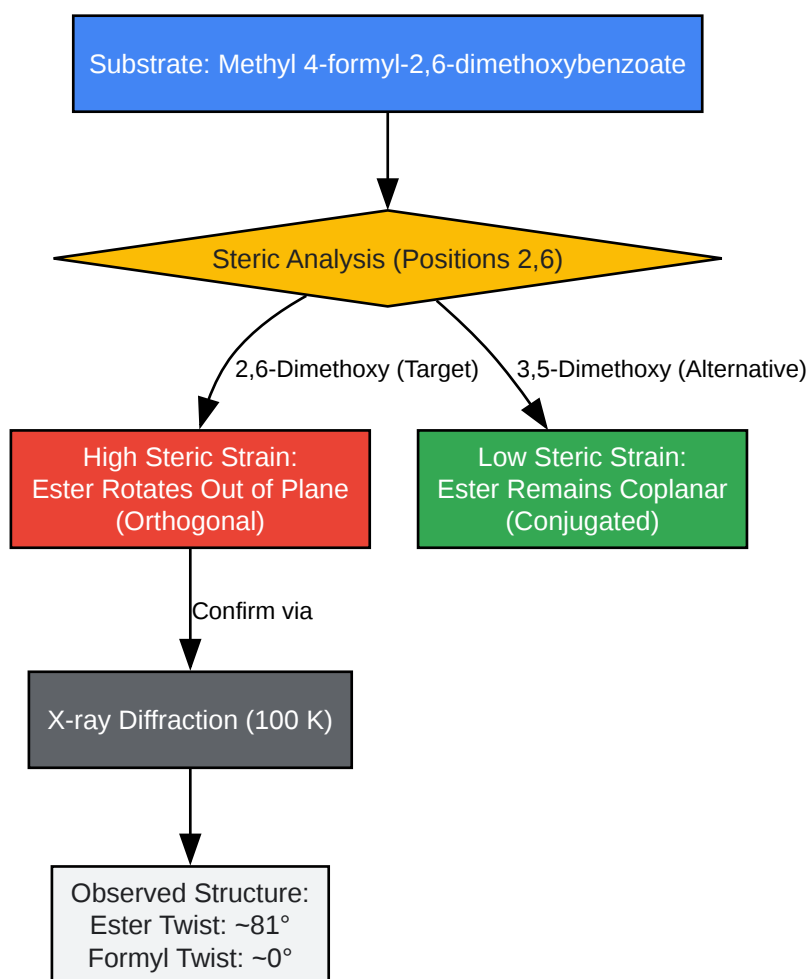 Substrate: Methyl 4-formyl-2,6-dimethoxybenzoate
Steric Analysis (Positions 2,6)
2,6-Dimethoxy (Target)
3,5-Dimethoxy (Alternative)
High Steric Strain:
Ester Rotates Out of Plane
(Orthogonal)
Low Steric Strain:
Ester Remains Coplanar
(Conjugated)
Confirm via
X-ray Diffraction (100 K)
Observed Structure:
Ester Twist: ~81°
Formyl Twist: ~0°